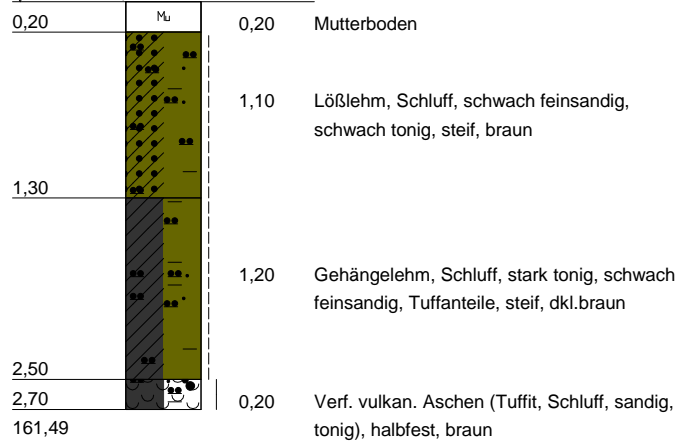 0,20 Mu 0,20 Mutterboden
1,10 Lößlehm, Schluff, schwach feinsandig,
schwach tonig, steif, braun
1,30
1,20 Gehängelehm, Schluff, stark tonig, schwach
feinsandig, Tuffanteile, steif, dkl.braun
2,50
2,70 0,20 Verf. vulkan. Aschen (Tuffit, Schluff, sandig,
161,49 tonig), halbfest, braun